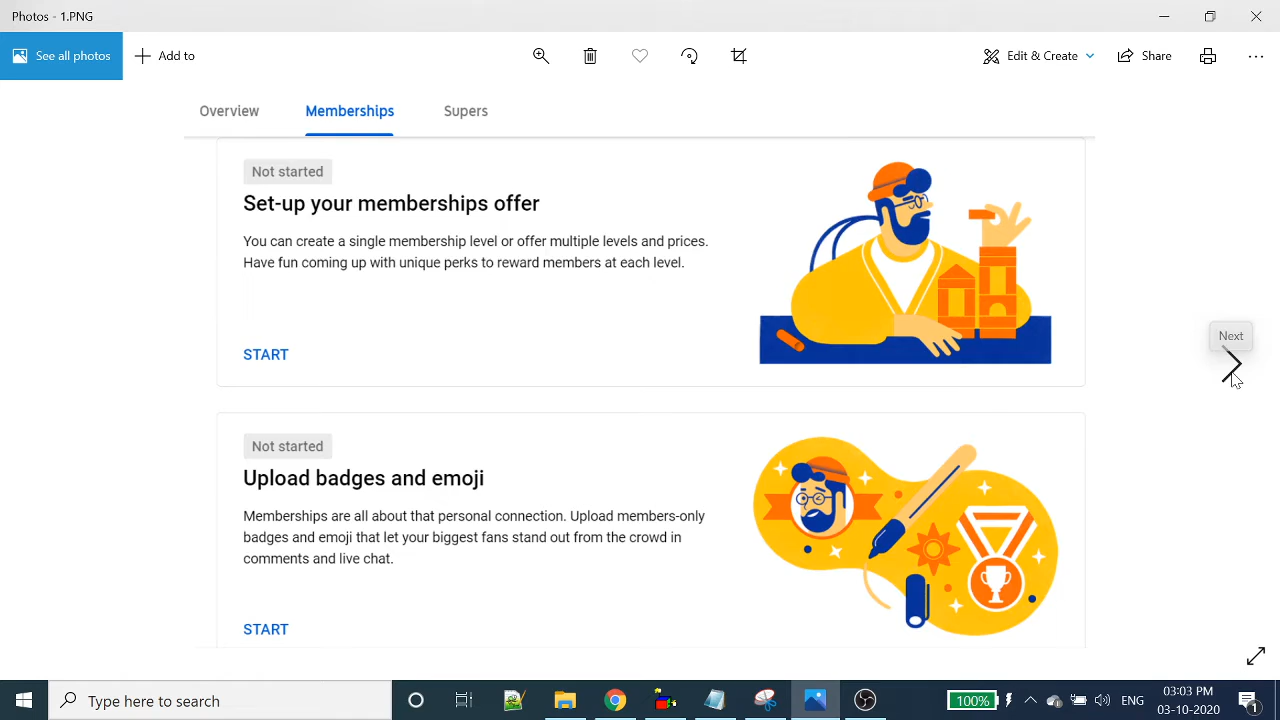 Photos - 1.PNG
See all photos
Add to
Edit & Create
Share
Overview
Memberships
Supers
Not started
Set-up your memberships offer
You can create a single membership level or offer multiple levels and prices.
Have fun coming up with unique perks to reward members at each level.
START
Next
Not started
Upload badges and emoji
Memberships are all about that personal connection. Upload members-only
badges and emoji that let your biggest fans stand out from the crowd in
comments and live chat.
START
Type here to search
100%
ENG
03:03 PM
03-10-2020
1